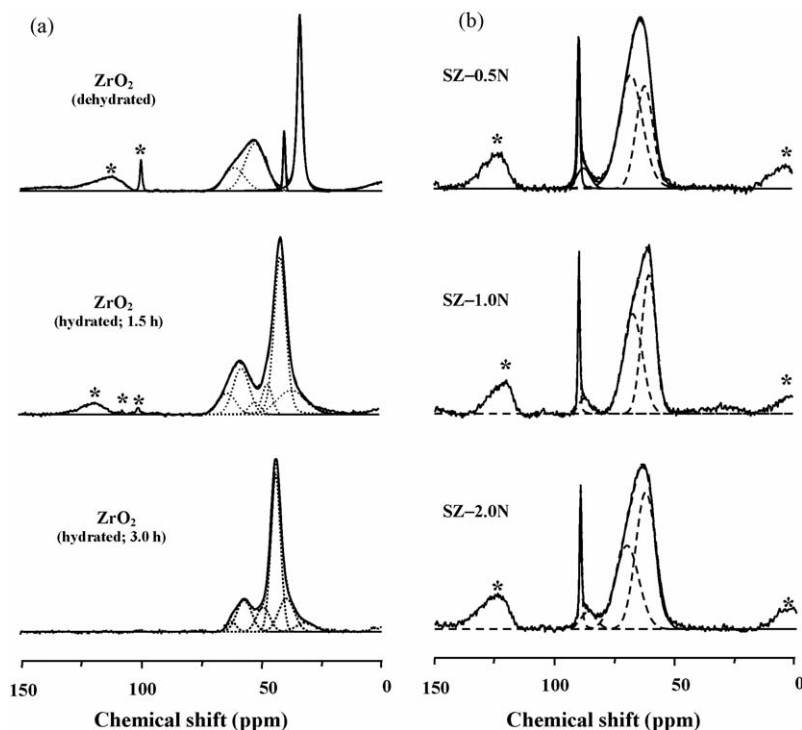 (a)
ZrO2
(dehydrated)
*
*
ZrO2
(hydrated; 1.5 h)
*
*
*
ZrO2
(hydrated; 3.0 h)
150
100
50
0
Chemical shift (ppm)
(b)
SZ–0.5N
*
*
SZ–1.0N
*
*
SZ–2.0N
*
*
150
100
50
0
Chemical shift (ppm)